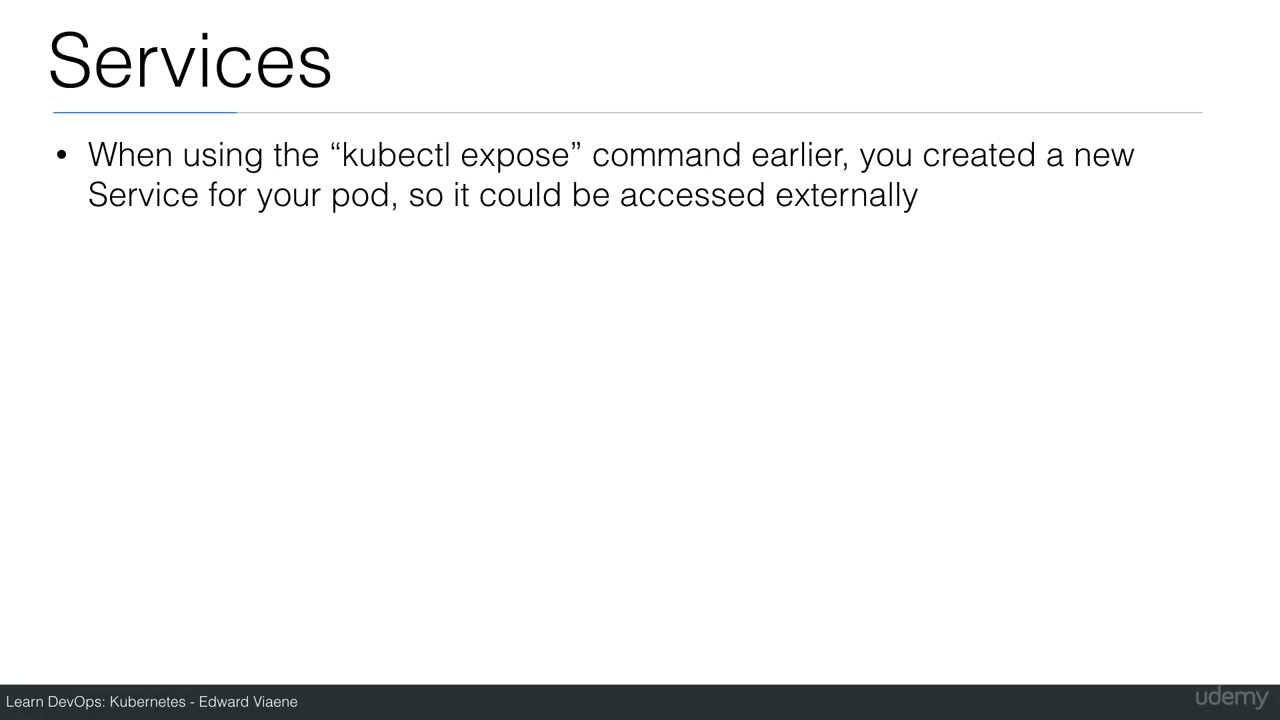 Services
• When using the “kubectl expose” command earlier, you created a new
Service for your pod, so it could be accessed externally
Learn DevOps: Kubernetes - Edward Viaene
udemy